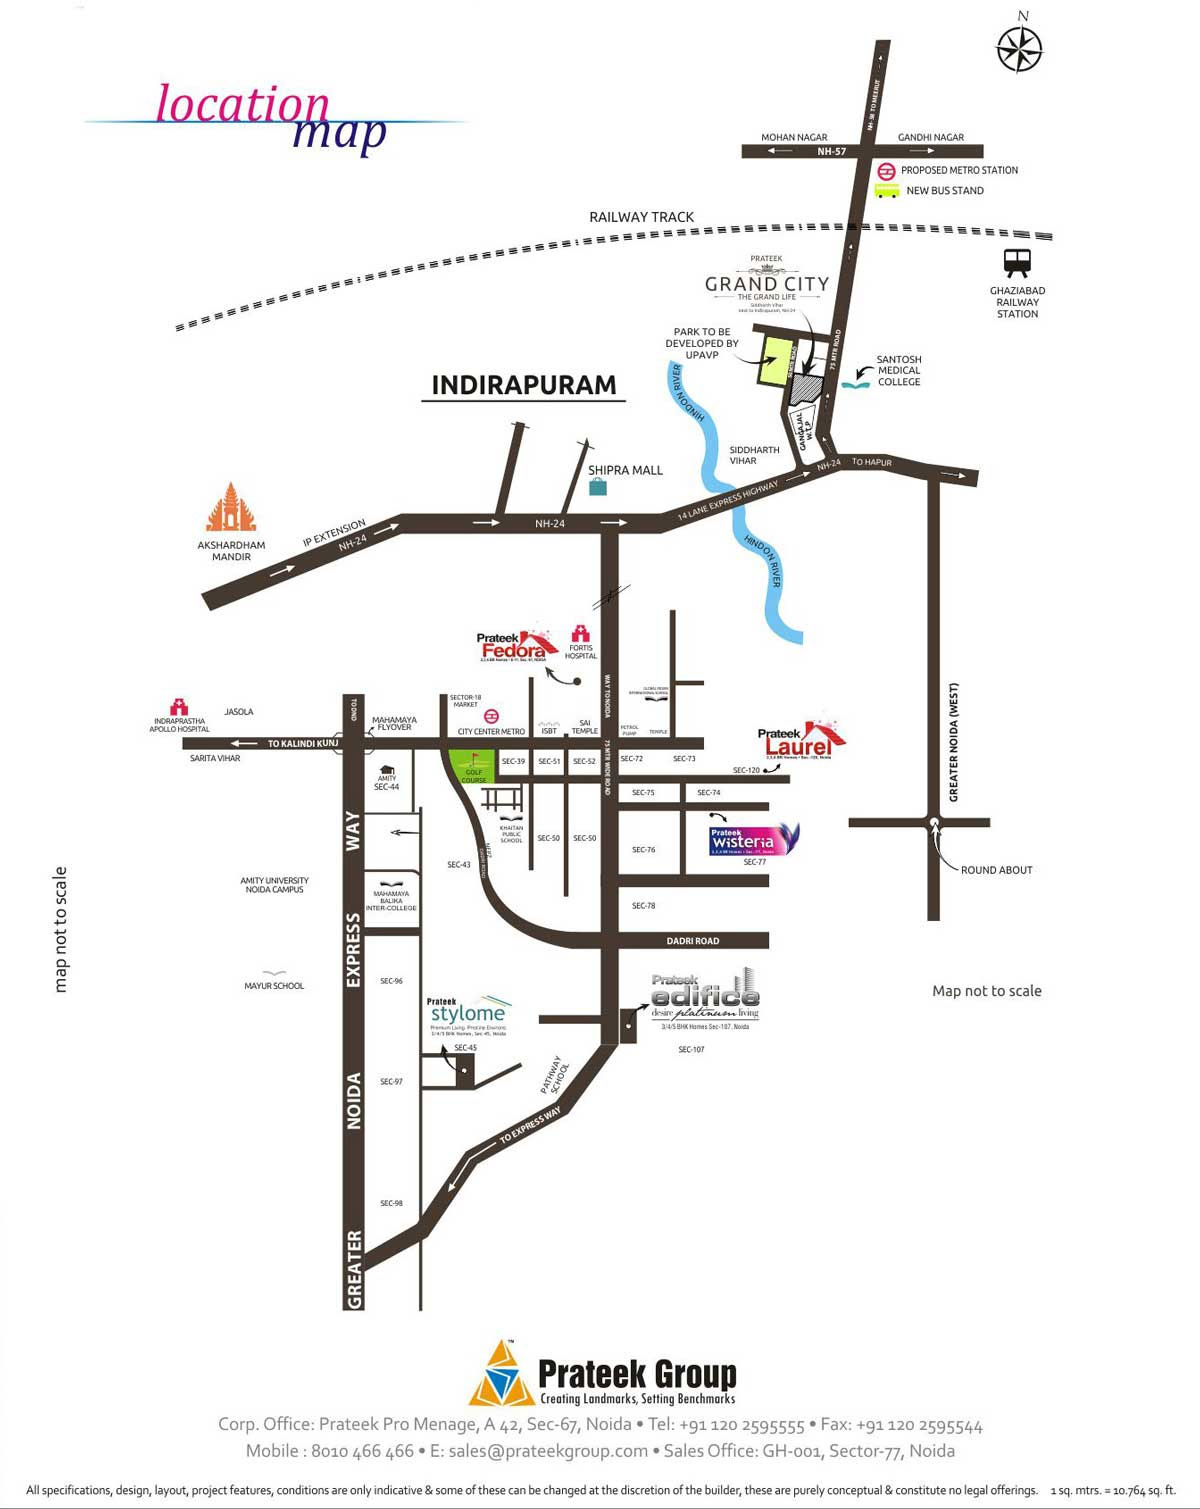 N
location
map
NH-58 TO MEERUT
MOHAN NAGAR
GANDHI NAGAR
NH-57
PROPOSED METRO STATION
NEW BUS STAND
RAILWAY TRACK
GHAZIABAD
RAILWAY
STATION
PRATEEK
GRAND CITY
THE GRAND LIFE
Siddharth Vihar
next to Indirapuram, NH-24
PARK TO BE
DEVELOPED BY
UPAVP
75 MTR ROAD
SANTOSH
MEDICAL
COLLEGE
GANGAJAL
W.T.P
HINDON RIVER
INDIRAPURAM
SIDDHARTH
VIHAR
SHIPRA MALL
NH-24
TO HAPUR
14 LANE EXPRESS HIGHWAY
NH-24
IP EXTENSION
NH-24
AKSHARDHAM
MANDIR
HINDON RIVER
Prateek
Fedora
FORTIS
HOSPITAL
WAY TO NOIDA
75 MTR WIDE ROAD
GREATER NOIDA (WEST)
INDRAPRASTHA
APOLLO HOSPITAL
JASOLA
TO DND
MAHAMAYA
FLYOVER
SECTOR-18
MARKET
CITY CENTER METRO
ISBT
SAI
TEMPLE
PETROL
PUMP
TEMPLE
TO KALINDI KUNJ
SARITA VIHAR
Prateek
Laurel
SEC-120
AMITY
SEC-44
GOLF
COURSE
SEC-39
SEC-51
SEC-52
SEC-72
SEC-73
SEC-75
SEC-74
KHAITAN
PUBLIC
SCHOOL
SEC-50
SEC-50
SEC-76
Prateek
wisteria
SEC-77
SEC-43
ROUND ABOUT
AMITY UNIVERSITY
NOIDA CAMPUS
MAHAMAYA
BALIKA
INTER-COLLEGE
SEC-78
DADRI ROAD
map not to scale
MAYUR SCHOOL
SEC-96
Prateek
edifice
desire platinum living
3/4/5 BHK Homes Sec-107, Noida
Map not to scale
Prateek
stylome
Premium Living. Pristine Environs
3/4/5 BHK Homes, Sec 45, Noida
SEC-45
SEC-107
SEC-97
PATHWAY
SCHOOL
TO EXPRESS WAY
SEC-98
GREATER NOIDA EXPRESS WAY
TM
Prateek Group
Creating Landmarks, Setting Benchmarks
Corp. Office: Prateek Pro Menage, A 42, Sec-67, Noida • Tel: +91 120 2595555 • Fax: +91 120 2595544
Mobile : 8010 466 466 • E: sales@prateekgroup.com • Sales Office: GH-001, Sector-77, Noida
All specifications, design, layout, project features, conditions are only indicative & some of these can be changed at the discretion of the builder, these are purely conceptual & constitute no legal offerings. 1 sq. mtrs. = 10.764 sq. ft.